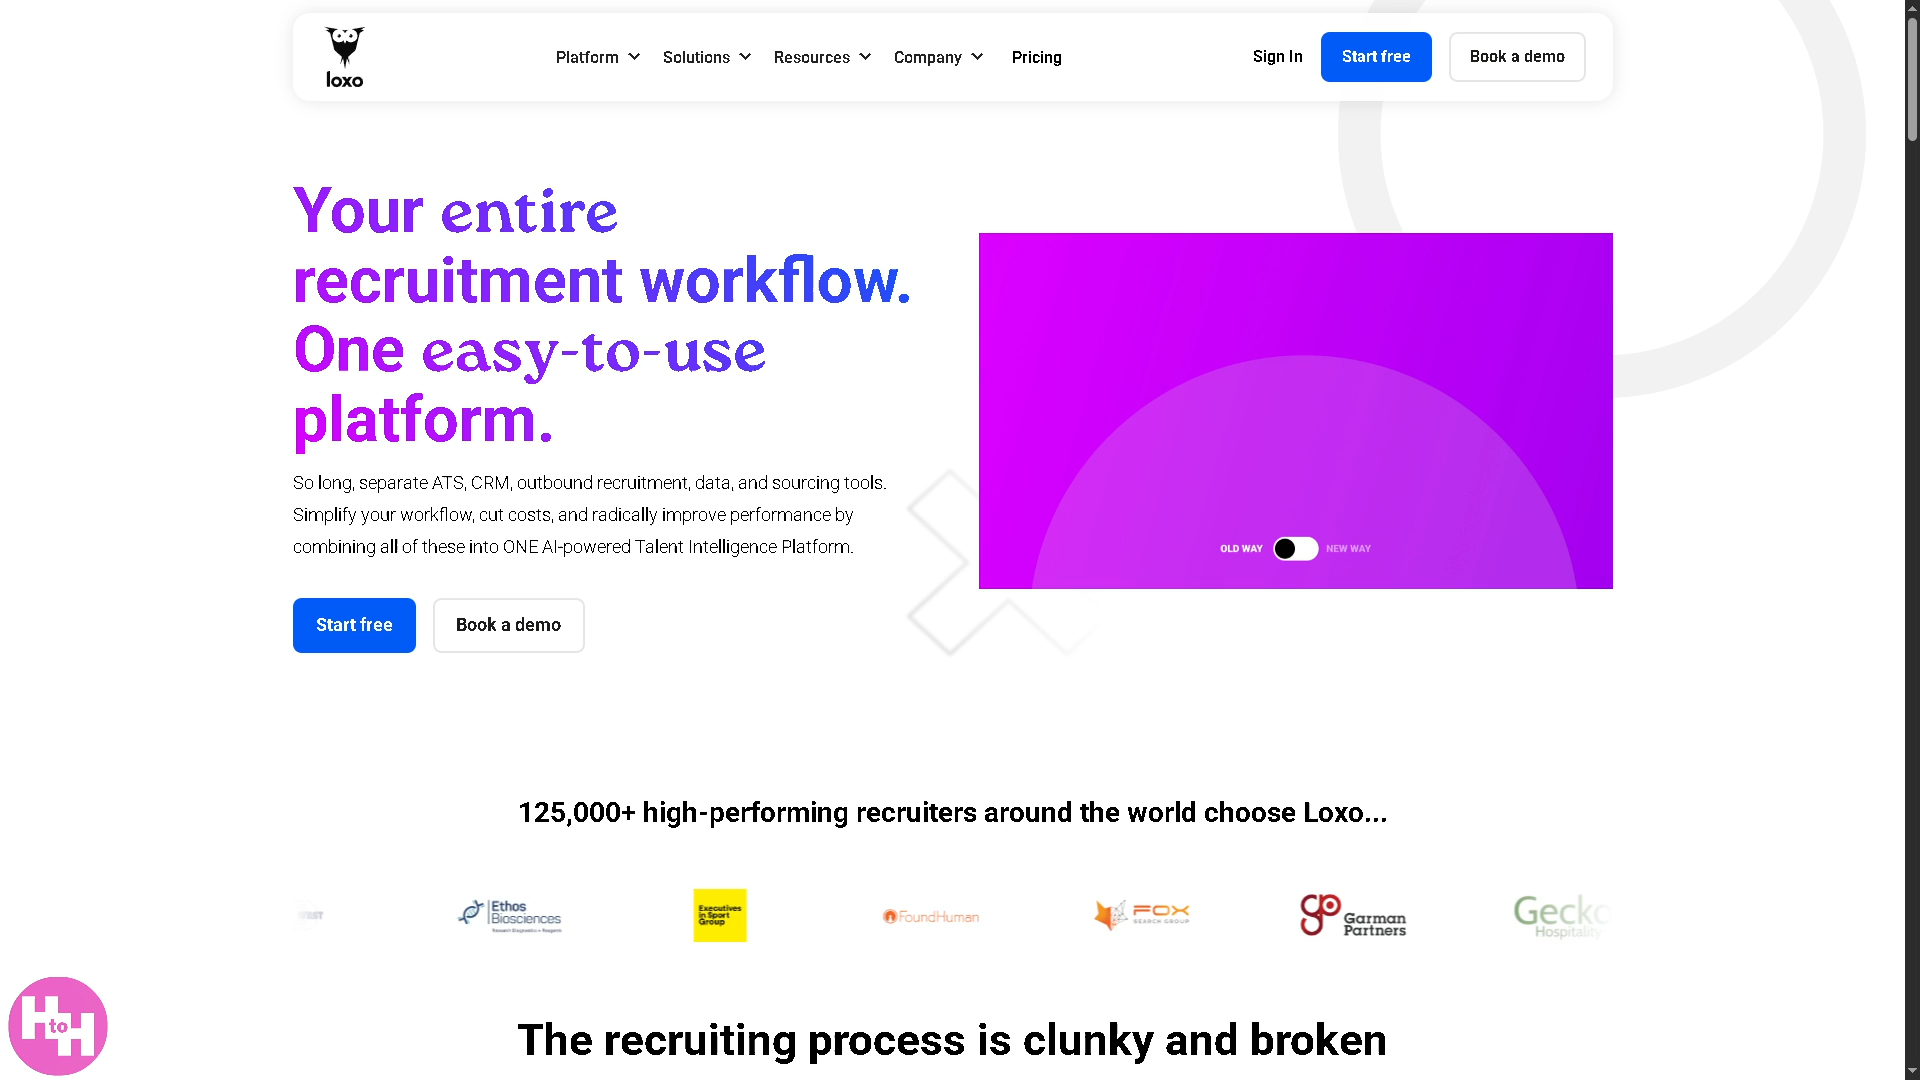 loxo
Platform
Solutions
Resources
Company
Pricing
Sign In
Start free
Book a demo
Your entire
recruitment workflow.
One easy-to-use
platform.
So long, separate ATS, CRM, outbound recruitment, data, and sourcing tools.
Simplify your workflow, cut costs, and radically improve performance by
combining all of these into ONE AI-powered Talent Intelligence Platform.
Start free
Book a demo
OLD WAY
NEW WAY
125,000+ high-performing recruiters around the world choose Loxo...
Ethos
Biosciences
Executives
in Sport
Group
FoundHuman
FOX
SEARCH GROUP
gp Garman
Partners
Gecko
Hospitality
The recruiting process is clunky and broken
H to H